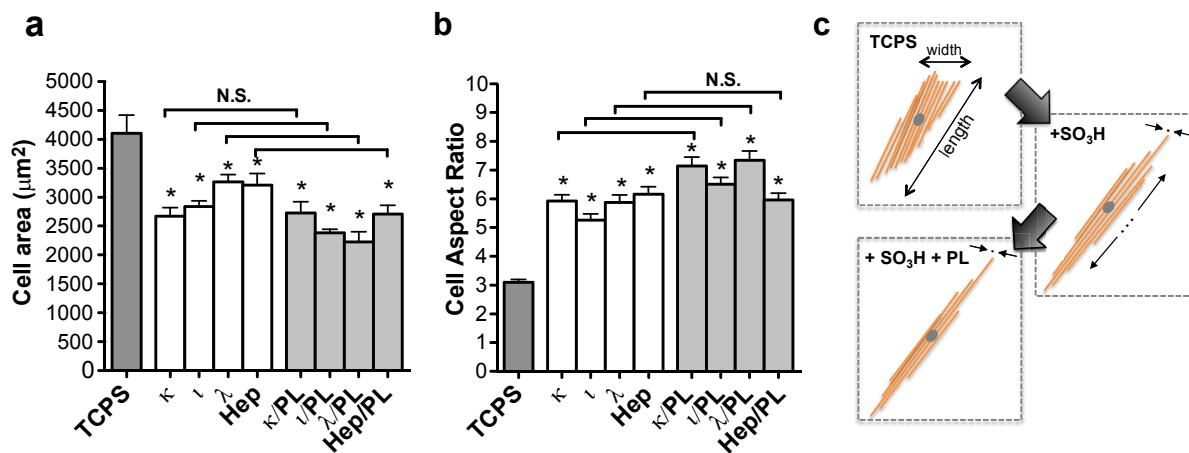 a
Cell area (μm²)
5000
4500
4000
3500
3000
2500
2000
1500
1000
500
0
N.S.
* * * * * * * *
TCPS
κ
ι
λ
Hep
κ/PL
ι/PL
λ/PL
Hep/PL
b
Cell Aspect Ratio
10
9
8
7
6
5
4
3
2
1
0
N.S.
* * * * * * * *
TCPS
κ
ι
λ
Hep
κ/PL
ι/PL
λ/PL
Hep/PL
c
TCPS
width
length
+SO₃H
+ SO₃H + PL